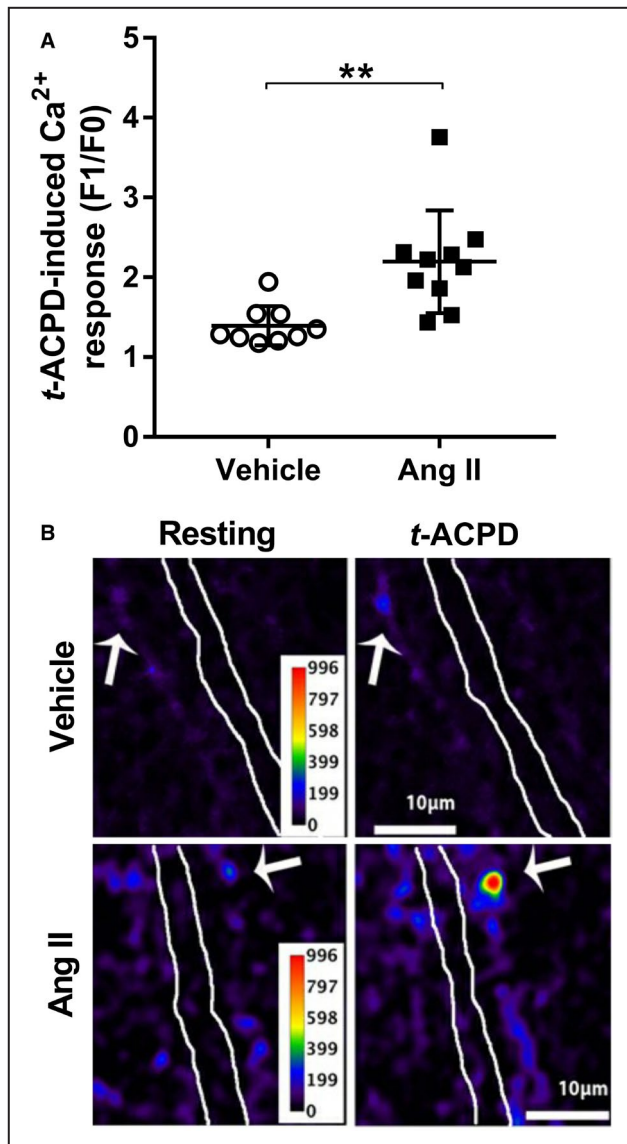 A
t-ACPD-induced Ca²⁺
response (F1/F0)
5
4
3
2
1
0
**
Vehicle
Ang II
B
Resting
t-ACPD
Vehicle
996
797
598
399
199
0
10μm
Ang II
996
797
598
399
199
0
10μm